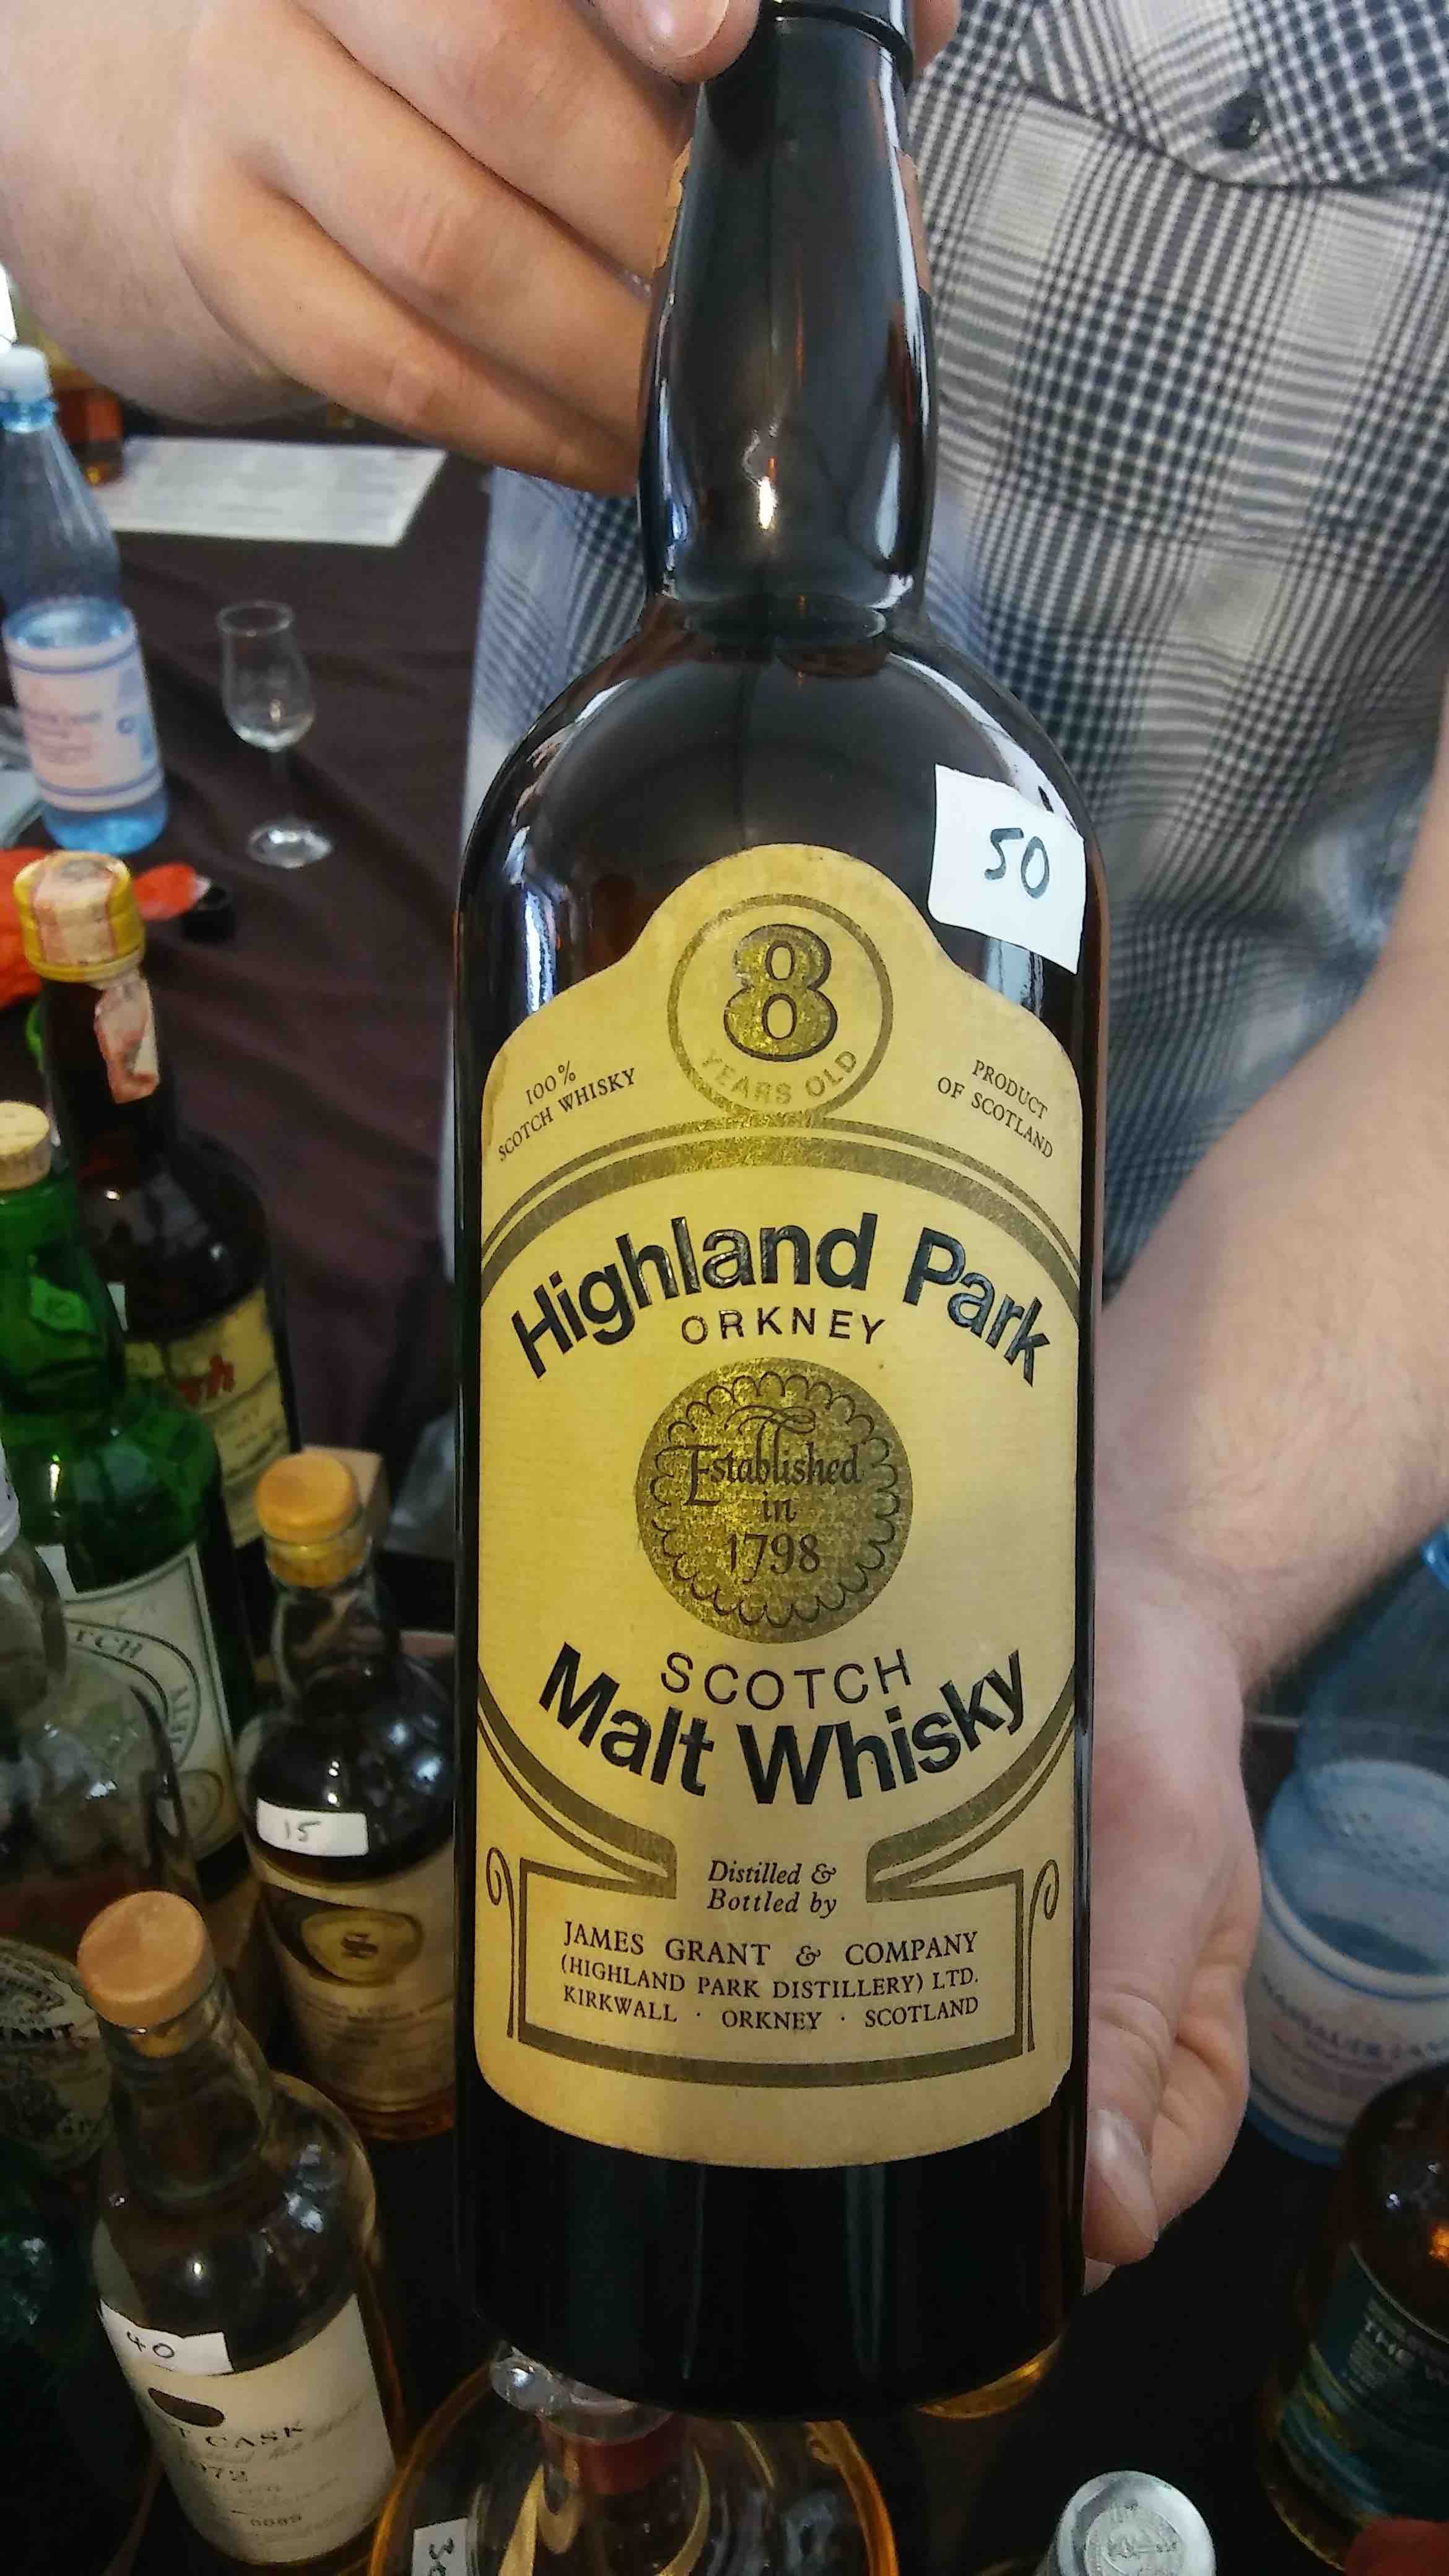 50
8
YEARS OLD
100%
SCOTCH WHISKY
PRODUCT
OF SCOTLAND
Highland Park
ORKNEY
Established
in
1798
SCOTCH
Malt Whisky
Distilled &
Bottled by
JAMES GRANT & COMPANY
(HIGHLAND PARK DISTILLERY) LTD.
KIRKWALL · ORKNEY · SCOTLAND
15
40
CASK